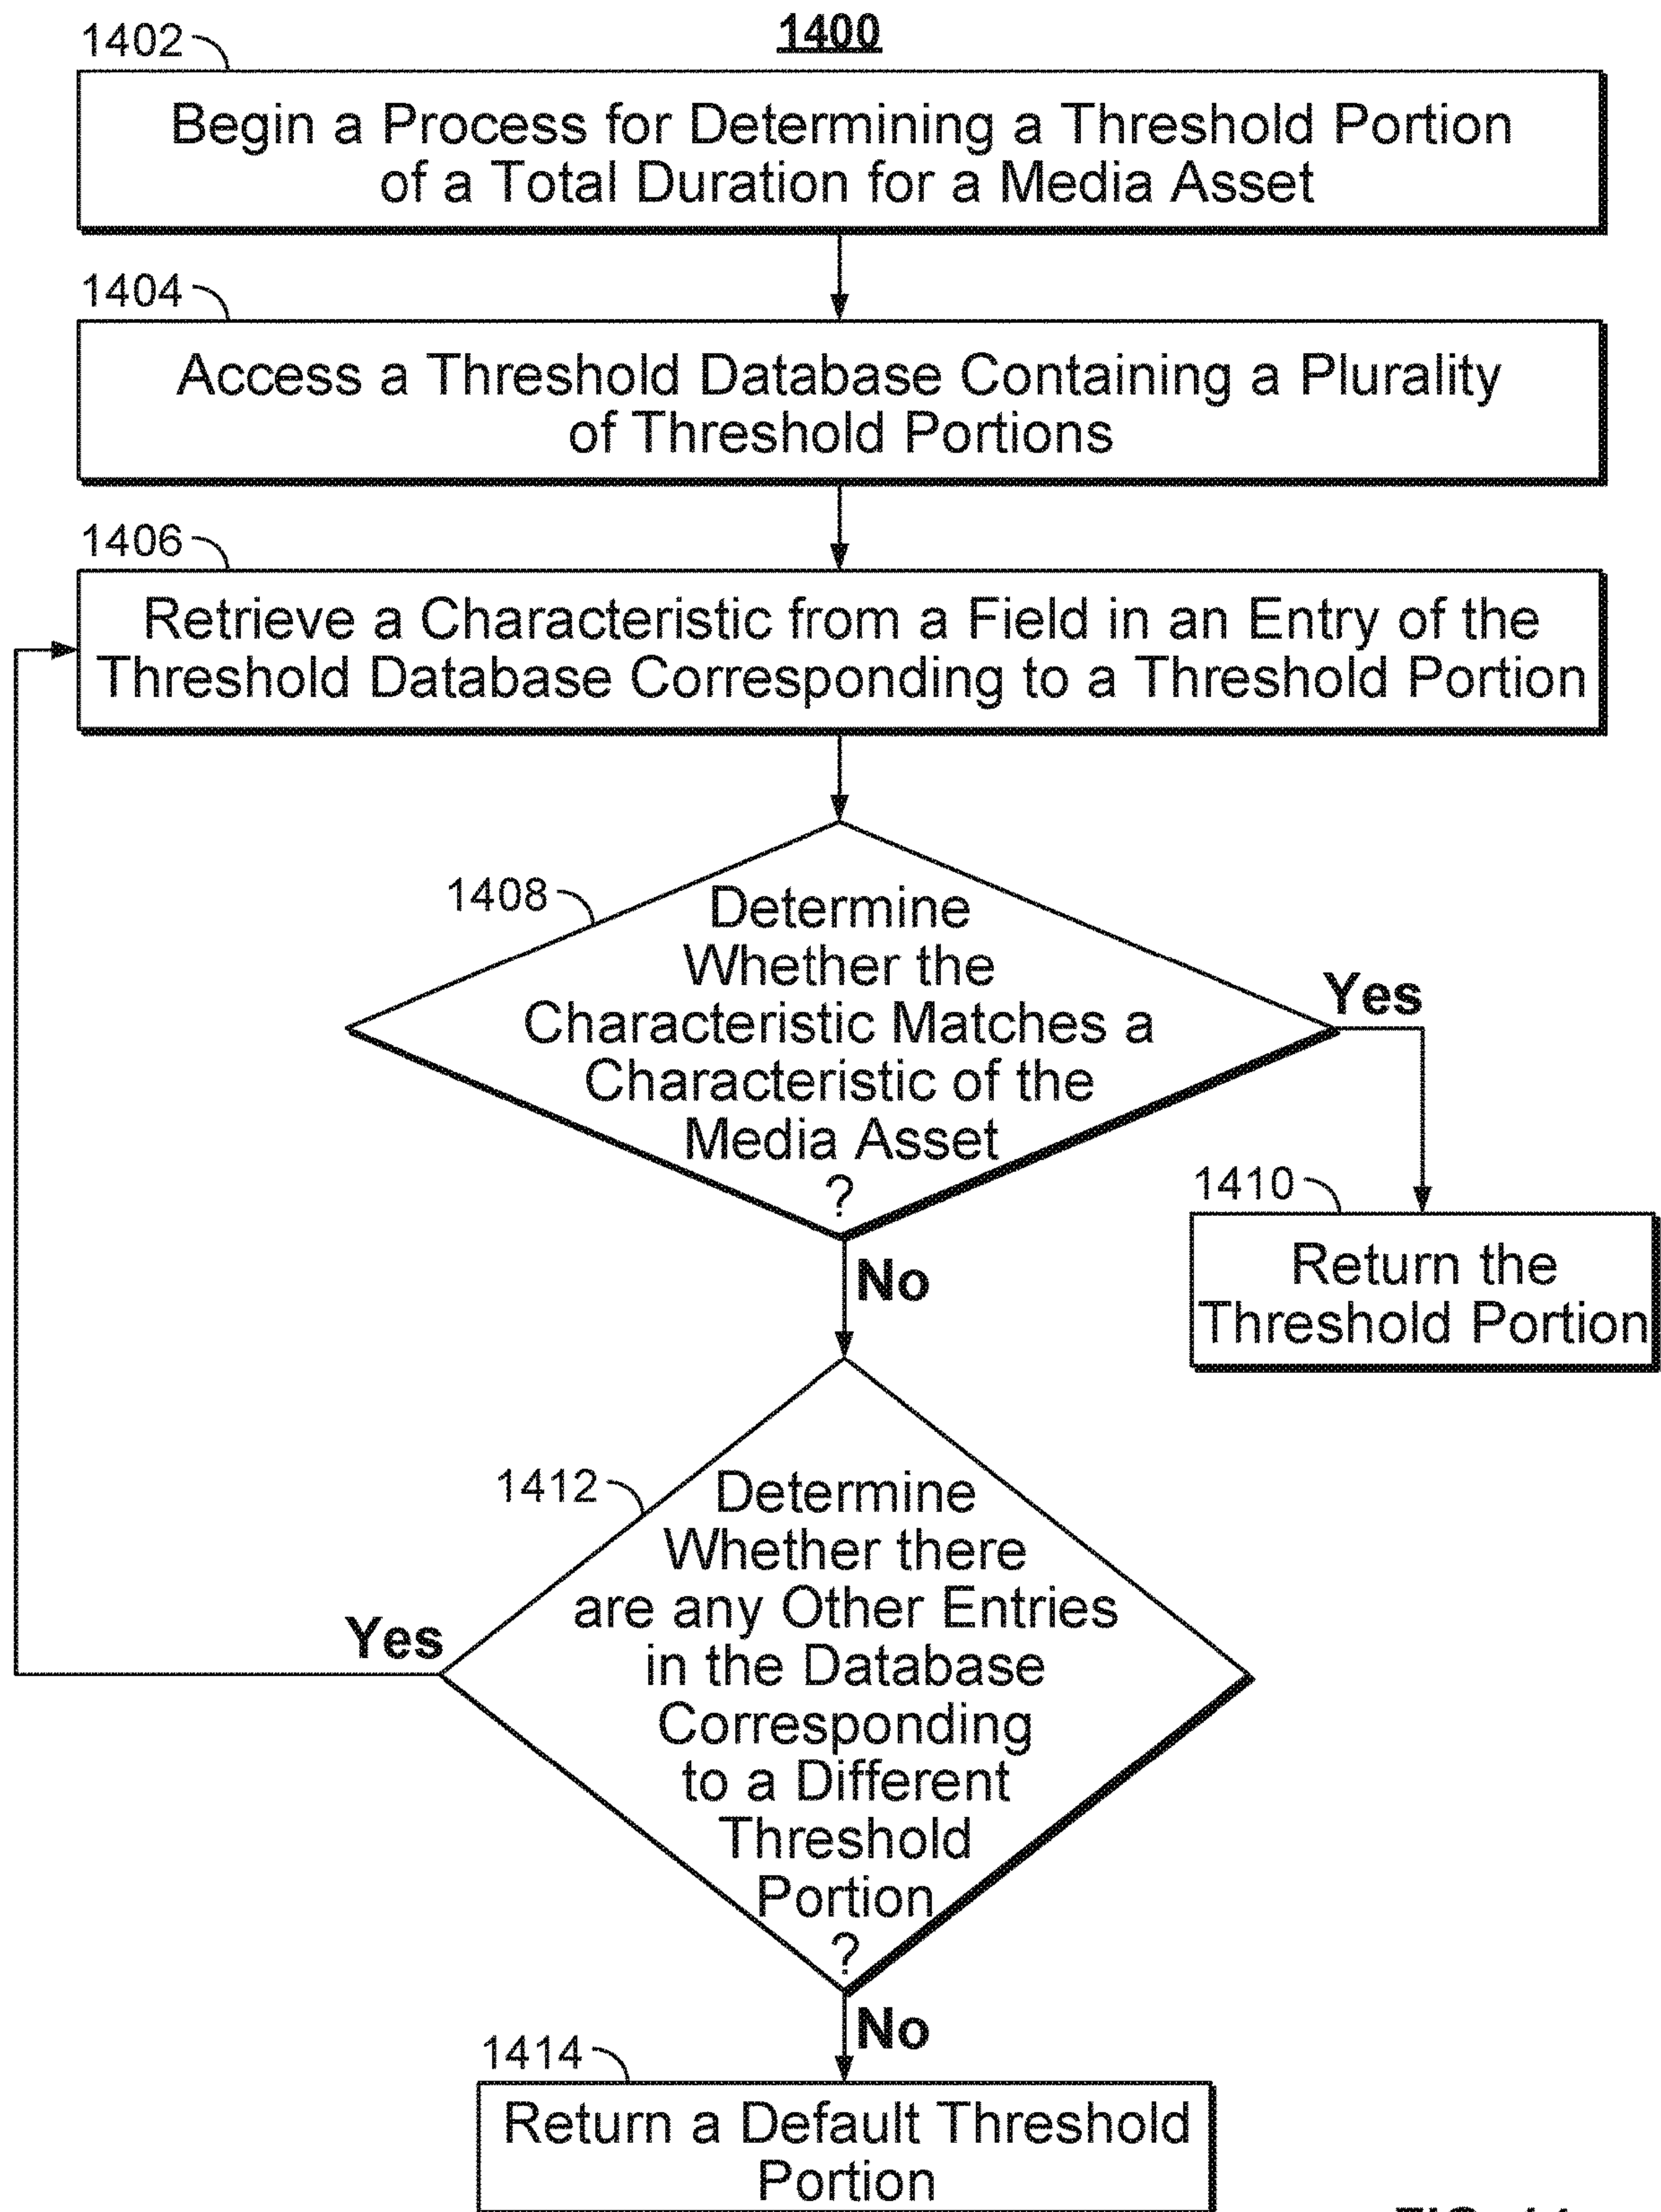 1400
1402
Begin a Process for Determining a Threshold Portion
of a Total Duration for a Media Asset
1404
Access a Threshold Database Containing a Plurality
of Threshold Portions
1406
Retrieve a Characteristic from a Field in an Entry of the
Threshold Database Corresponding to a Threshold Portion
1408
Determine
Whether the
Characteristic Matches a
Characteristic of the
Media Asset
?
Yes
1410
Return the
Threshold Portion
No
1412
Determine
Whether there
are any Other Entries
in the Database
Corresponding
to a Different
Threshold
Portion
?
Yes
No
1414
Return a Default Threshold
Portion